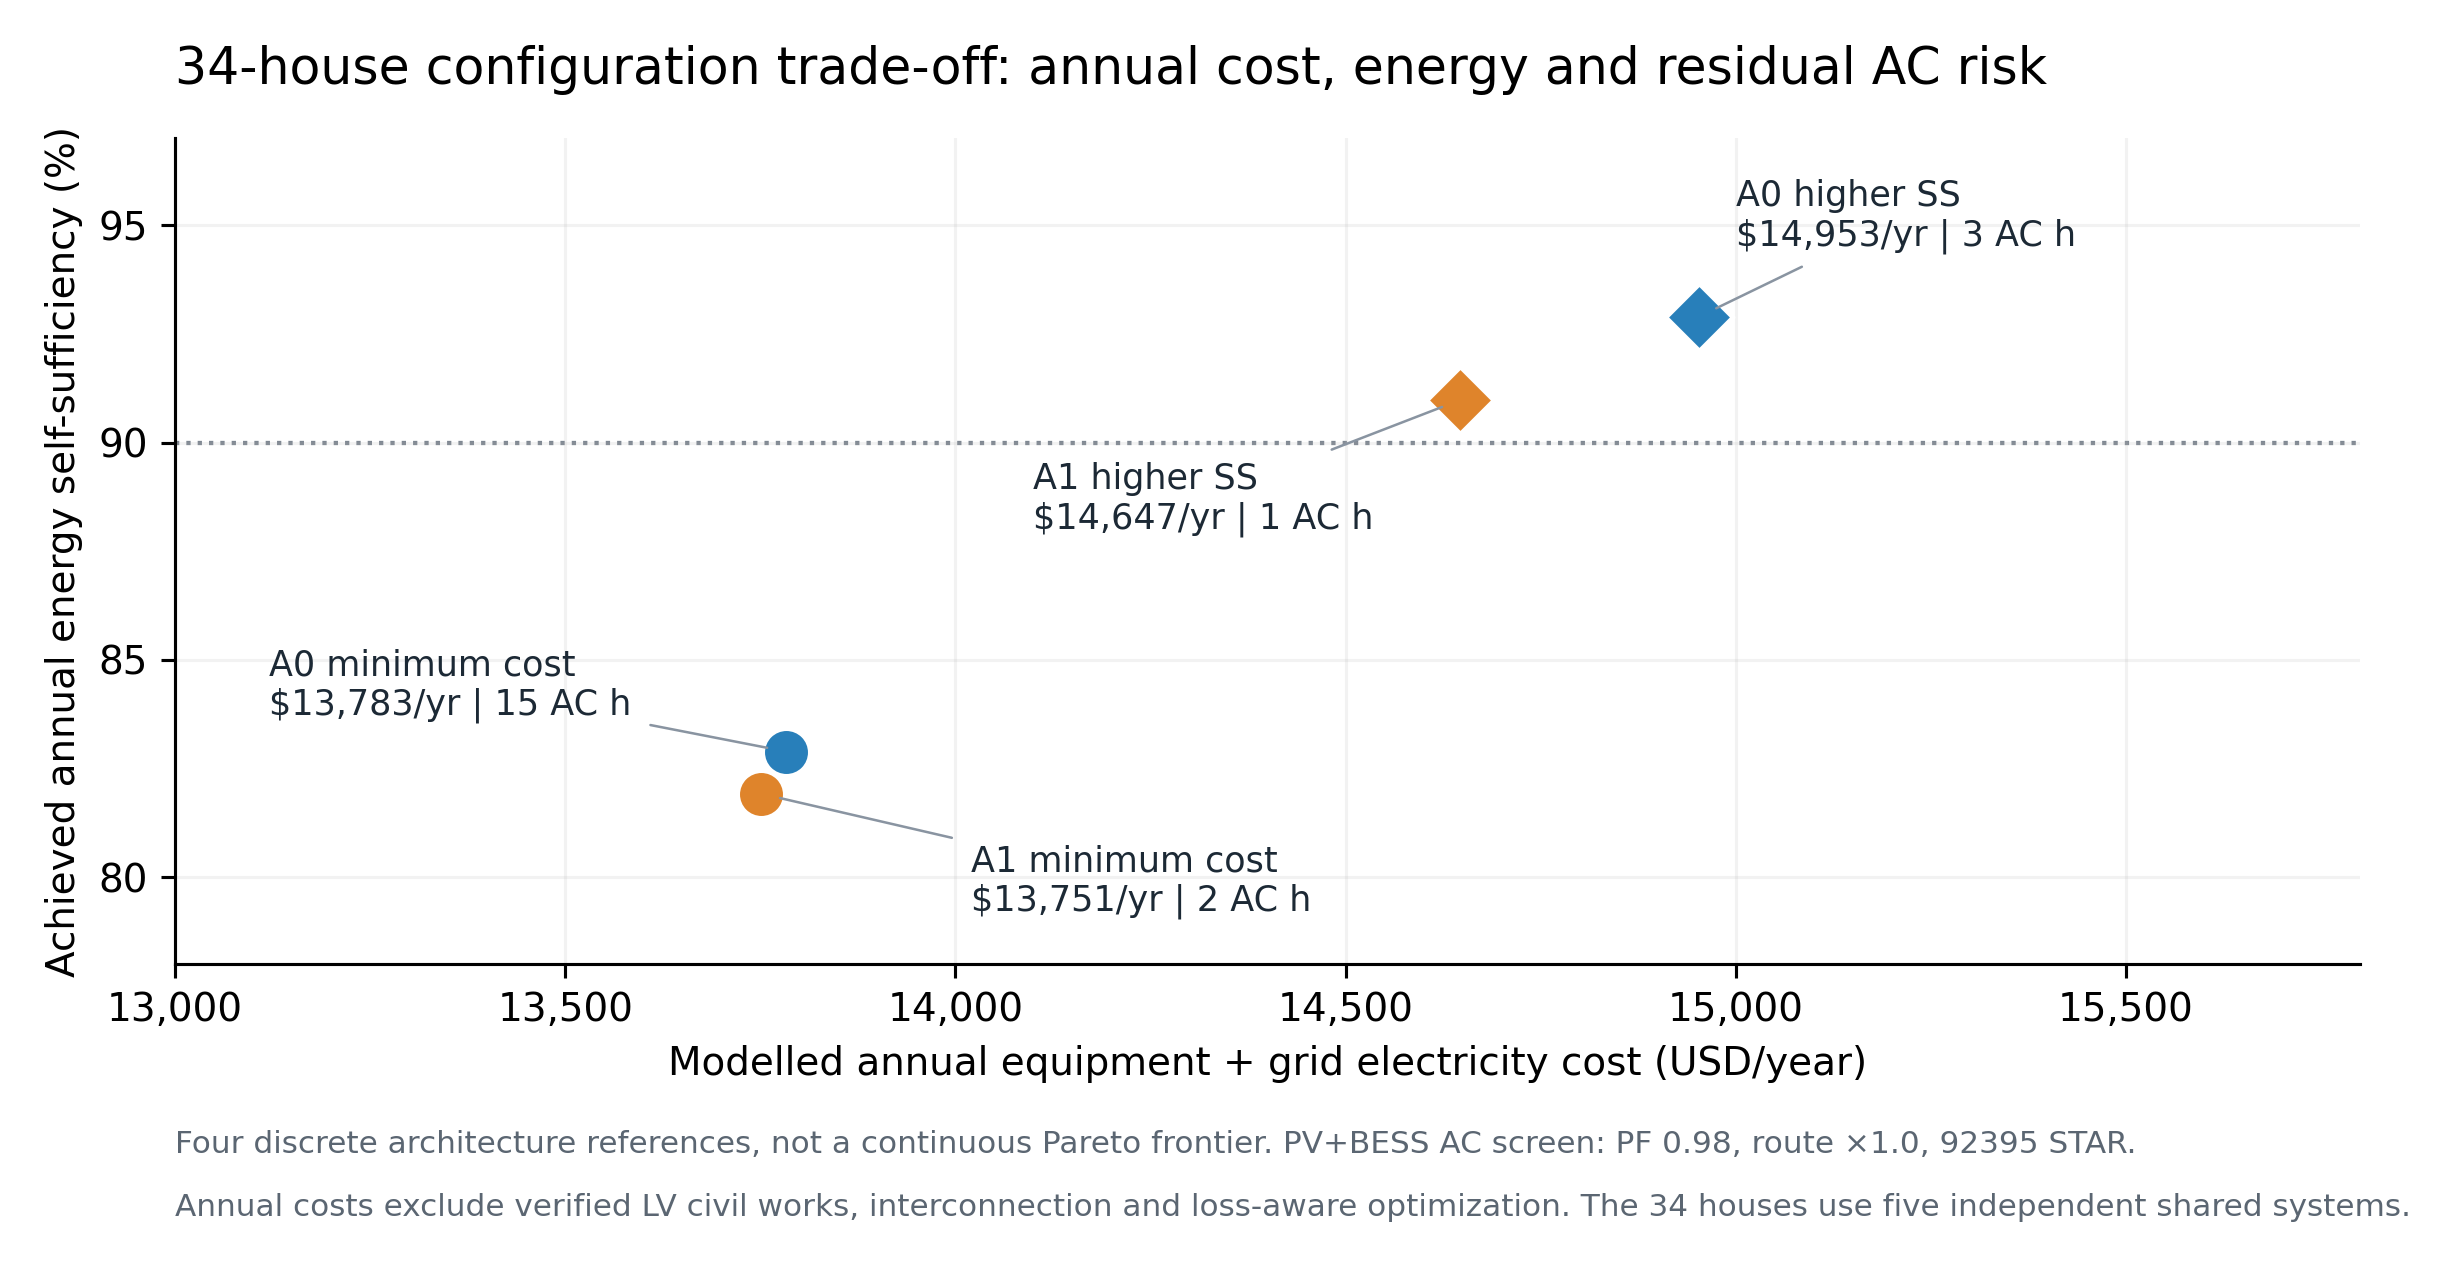 34-house configuration trade-off: annual cost, energy and residual AC risk
Achieved annual energy self-sufficiency (%)
95
90
85
80
A0 higher SS
$14,953/yr | 3 AC h
A1 higher SS
$14,647/yr | 1 AC h
A0 minimum cost
$13,783/yr | 15 AC h
A1 minimum cost
$13,751/yr | 2 AC h
13,000
13,500
14,000
14,500
15,000
15,500
Modelled annual equipment + grid electricity cost (USD/year)
Four discrete architecture references, not a continuous Pareto frontier. PV+BESS AC screen: PF 0.98, route ×1.0, 92395 STAR.
Annual costs exclude verified LV civil works, interconnection and loss-aware optimization. The 34 houses use five independent shared systems.